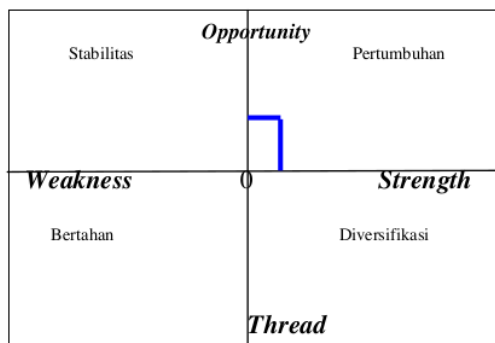 Opportunity
Stabilitas
Pertumbuhan
Weakness
0
Strength
Bertahan
Diversifikasi
Thread